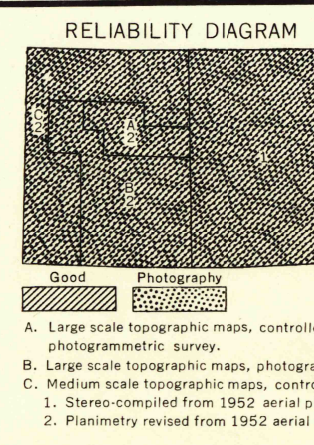 RELIABILITY DIAGRAM
C
2
A
2
1
B
2
Good Photography
A. Large scale topographic maps, controlle
photogrammetric survey.
B. Large scale topographic maps, photogra
C. Medium scale topographic maps, contro
1. Stereo-compiled from 1952 aerial p
2. Planimetry revised from 1952 aerial